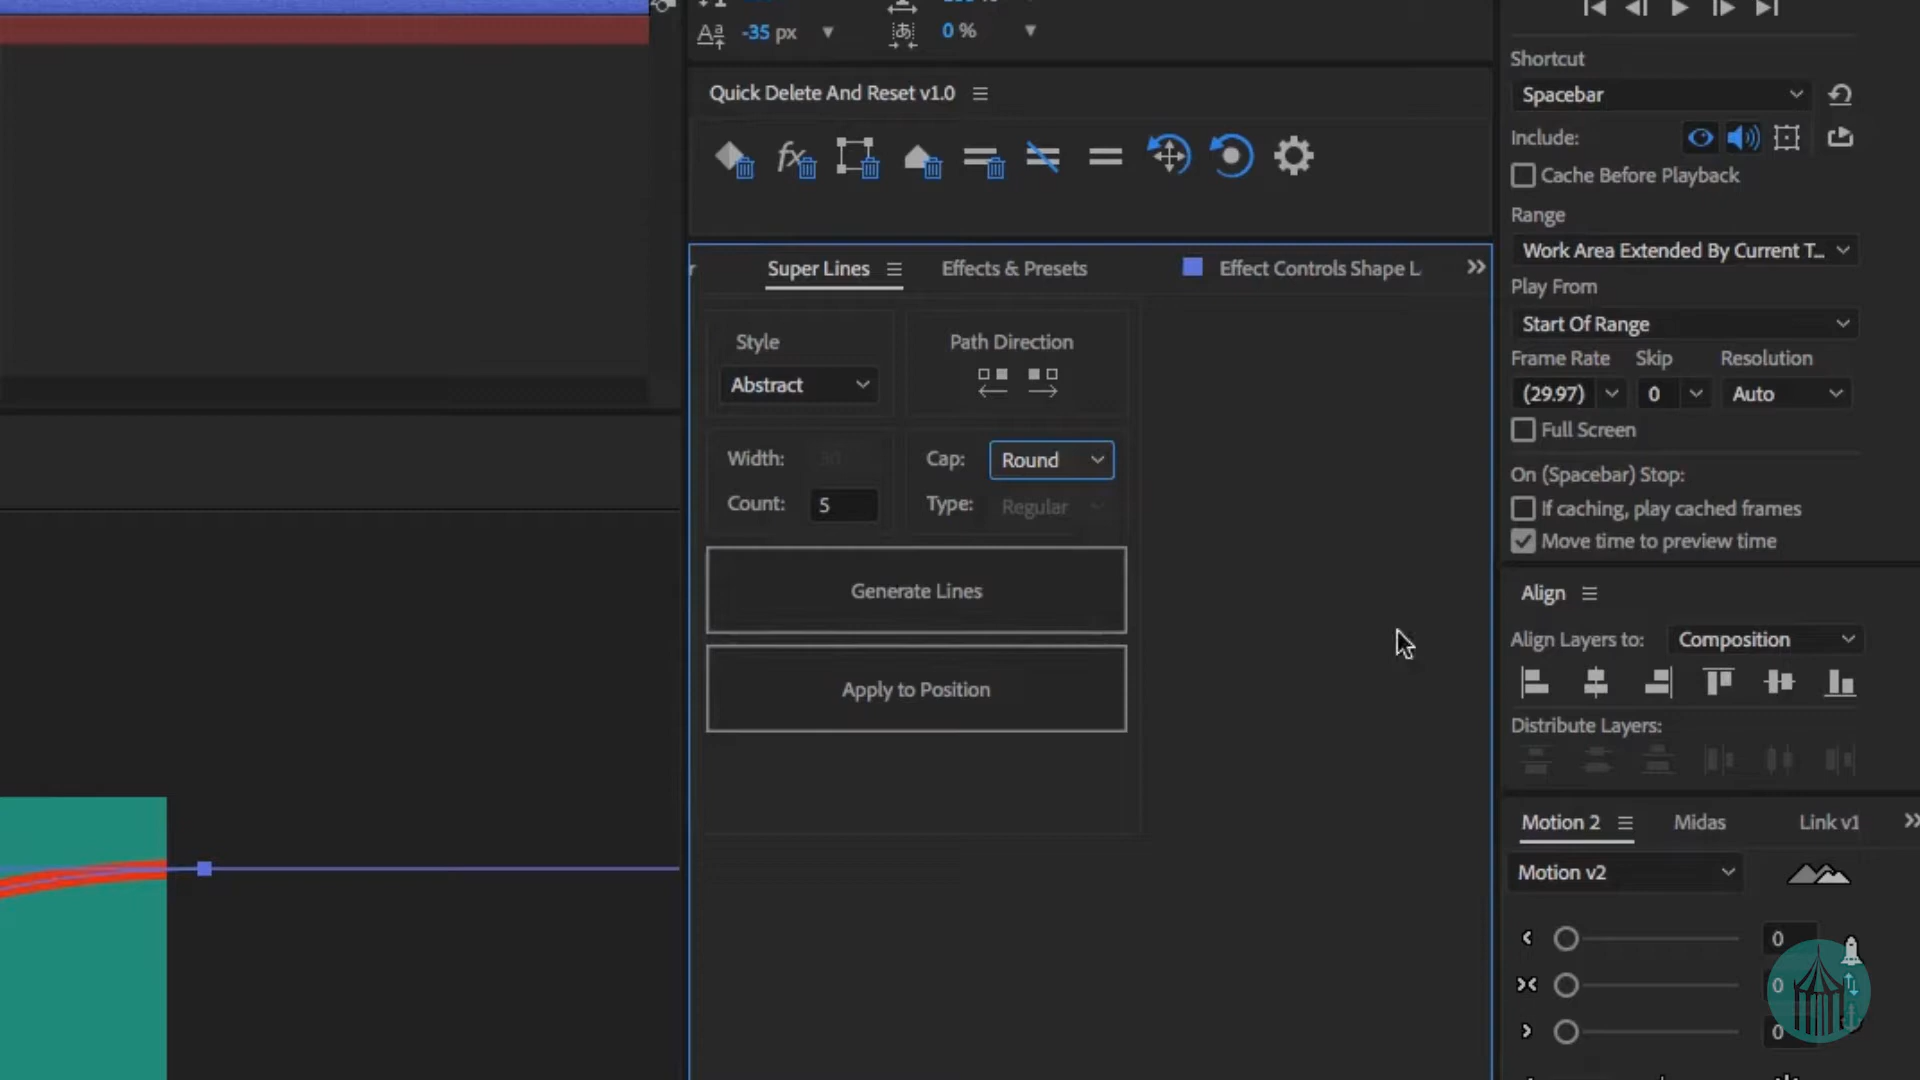 -35 px
0 %
Quick Delete And Reset v1.0
fx
Super Lines
Effects & Presets
Effect Controls Shape L
Style
Abstract
Path Direction
Width: 30
Cap: Round
Count: 5
Type: Regular
Generate Lines
Apply to Position
Shortcut
Spacebar
Include:
Cache Before Playback
Range
Work Area Extended By Current T...
Play From
Start Of Range
Frame Rate Skip Resolution
(29.97) 0 Auto
Full Screen
On (Spacebar) Stop:
If caching, play cached frames
Move time to preview time
Align
Align Layers to: Composition
Distribute Layers:
Motion 2 Midas Link v1
Motion v2
0
0
0